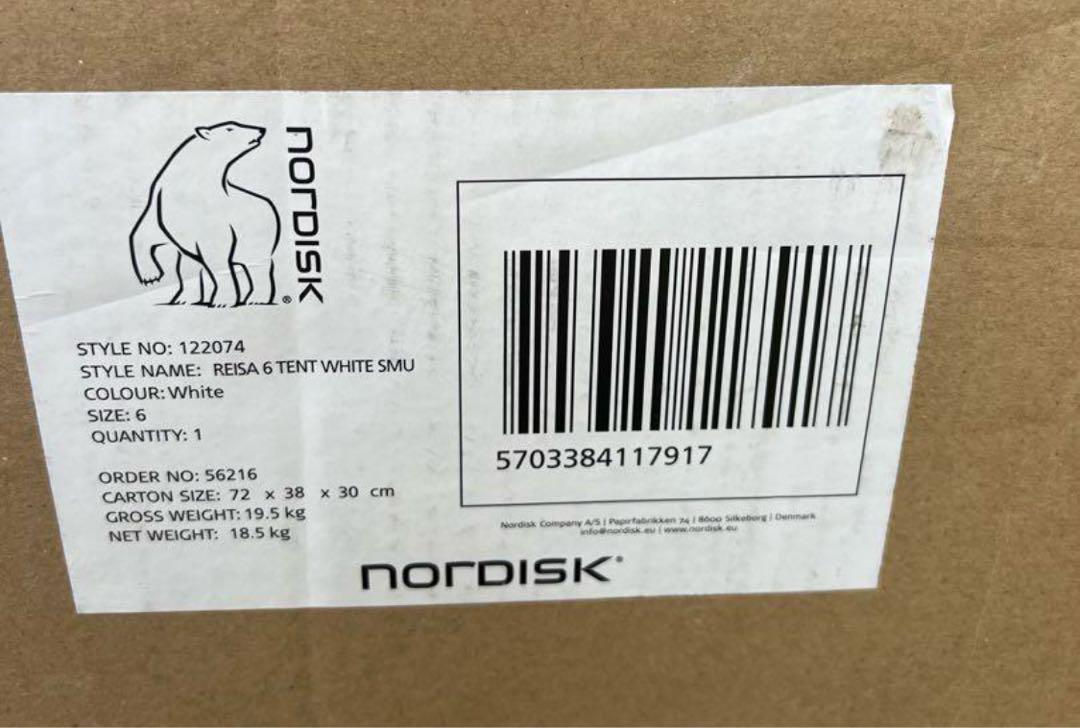 NORDISK®
STYLE NO: 122074
STYLE NAME: REISA 6 TENT WHITE SMU
COLOUR: White
SIZE: 6
QUANTITY: 1
ORDER NO: 56216
CARTON SIZE: 72 x 38 x 30 cm
GROSS WEIGHT: 19.5 kg
NET WEIGHT: 18.5 kg
5703384117917
Nordisk Company A/S | Papirfabrikken 74 | 8600 Silkeborg | Denmark
info@nordisk.eu | www.nordisk.eu
NORDISK®